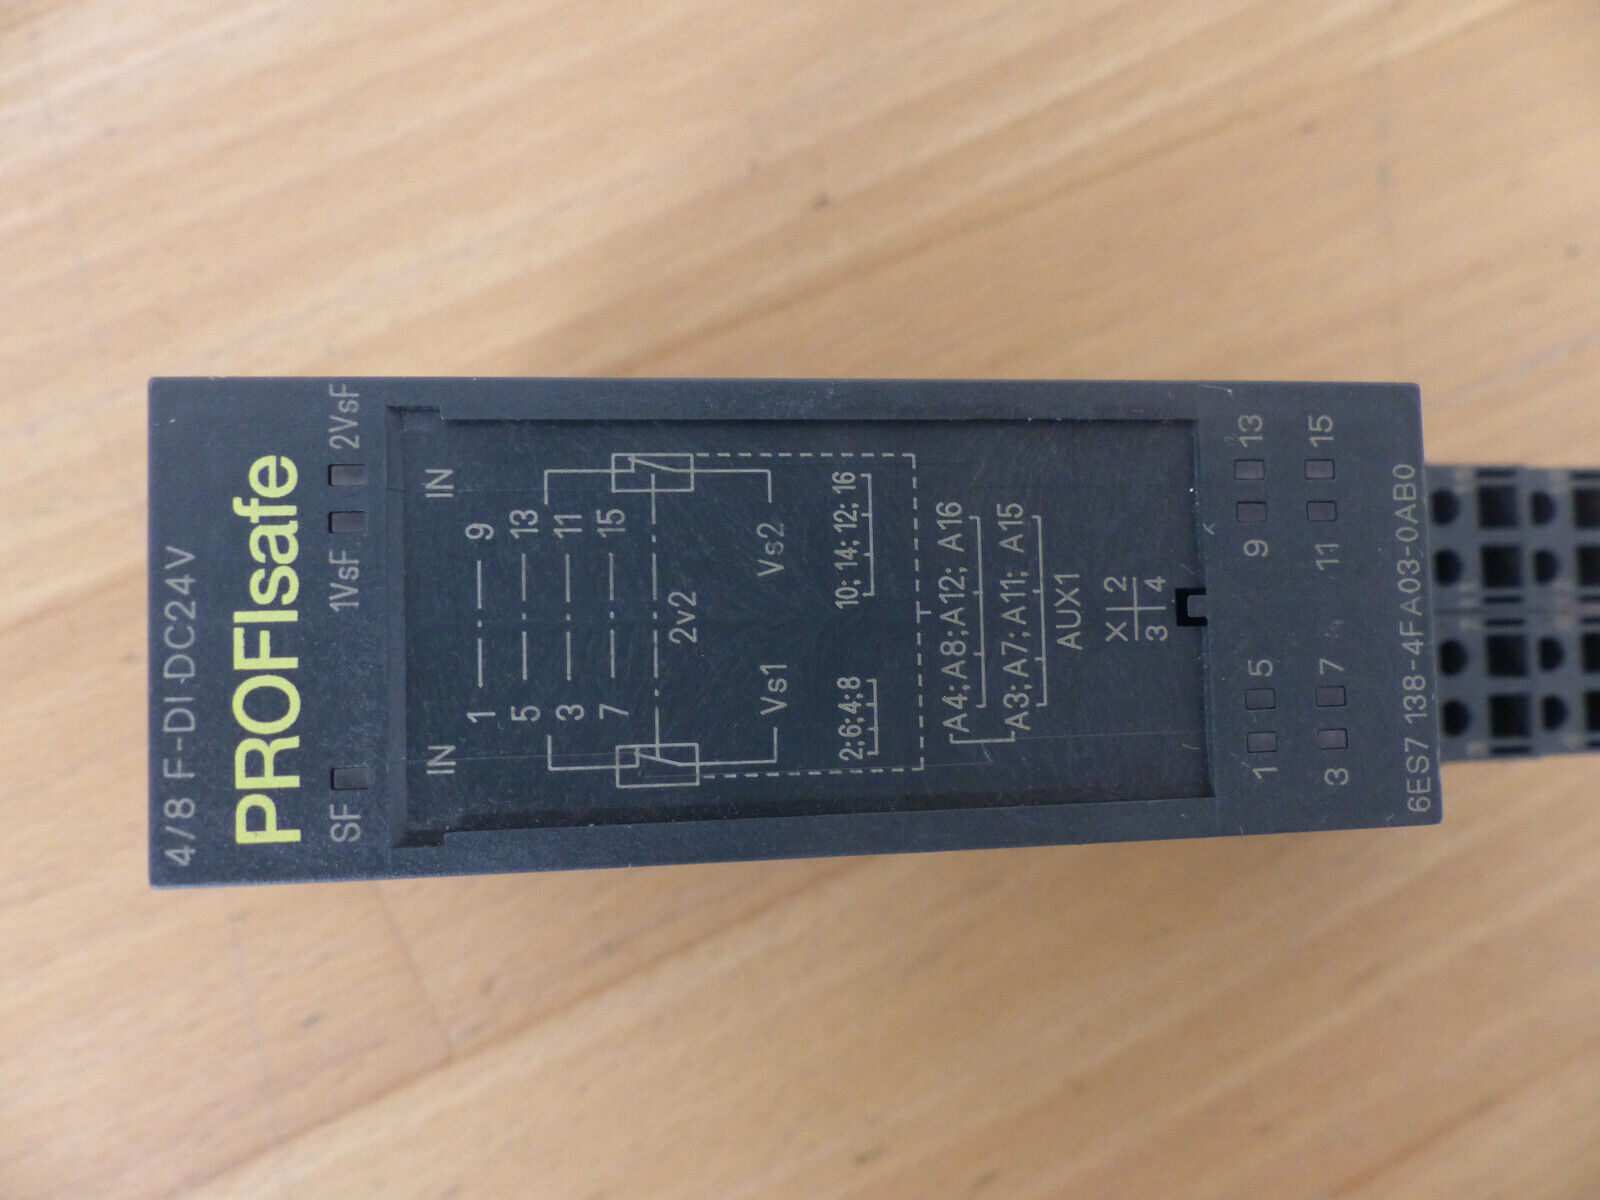 4/8 F-DI DC24V
PROFIsafe
SF 1VsF 2VsF
IN IN
1 9
5 13
3 11
7 15
2v2
Vs1 Vs2
2;6;4;8 10;14;12;16
A4;A8;A12;A16
A3;A7;A11;A15
AUX1
X 2
3 4
1 5 9 13
3 7 11 15
6ES7 138-4FA03-0AB0